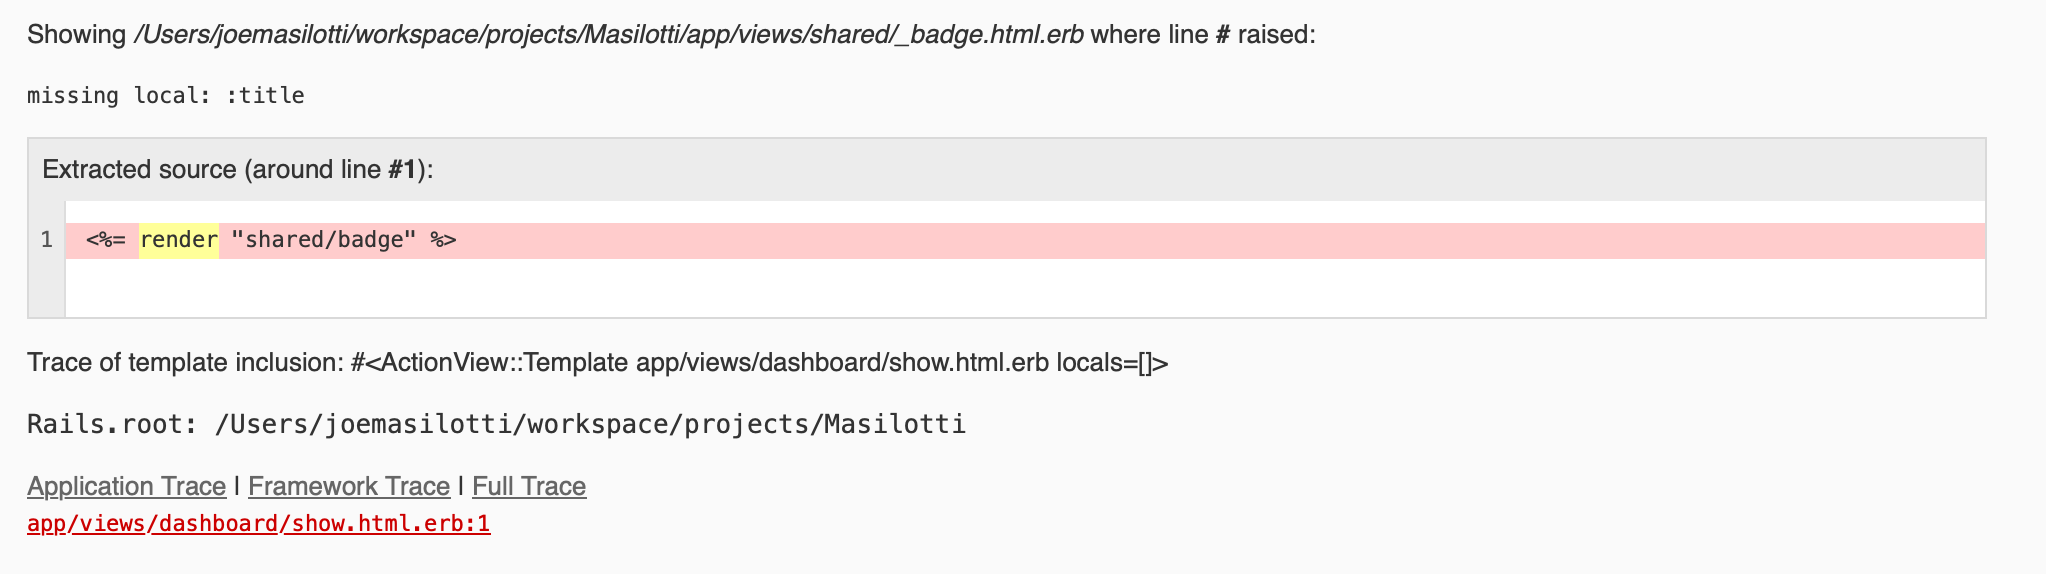 Showing /Users/joemasilotti/workspace/projects/Masilotti/app/views/shared/_badge.html.erb where line # raised:
missing local: :title
Extracted source (around line #1):
1 <%= render "shared/badge" %>
Trace of template inclusion: #<ActionView::Template app/views/dashboard/show.html.erb locals=[]>
Rails.root: /Users/joemasilotti/workspace/projects/Masilotti
Application Trace | Framework Trace | Full Trace
app/views/dashboard/show.html.erb:1